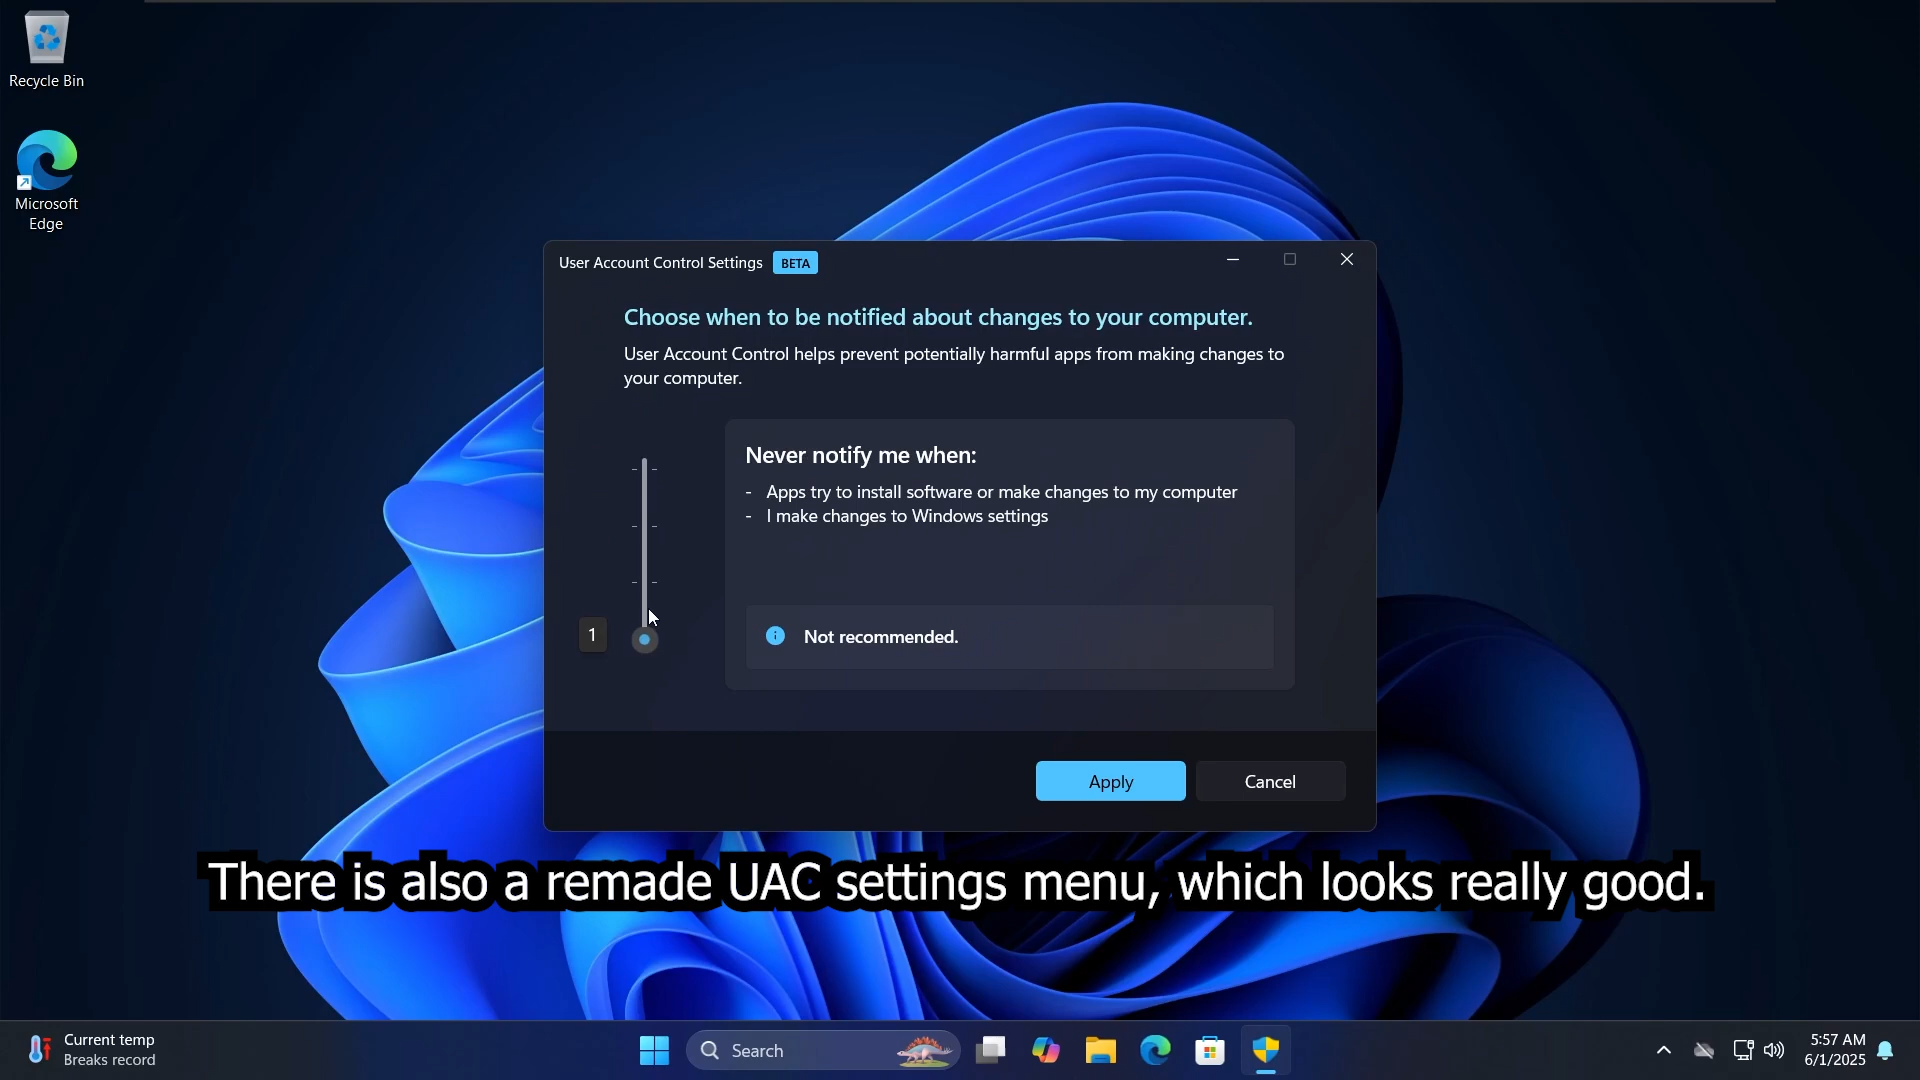 Recycle Bin
Microsoft
Edge
User Account Control Settings BETA
Choose when to be notified about changes to your computer.
User Account Control helps prevent potentially harmful apps from making changes to
your computer.
Never notify me when:
- Apps try to install software or make changes to my computer
- I make changes to Windows settings
1
Not recommended.
Apply
Cancel
There is also a remade UAC settings menu, which looks really good.
Current temp
Breaks record
Search
5:57 AM
6/1/2025